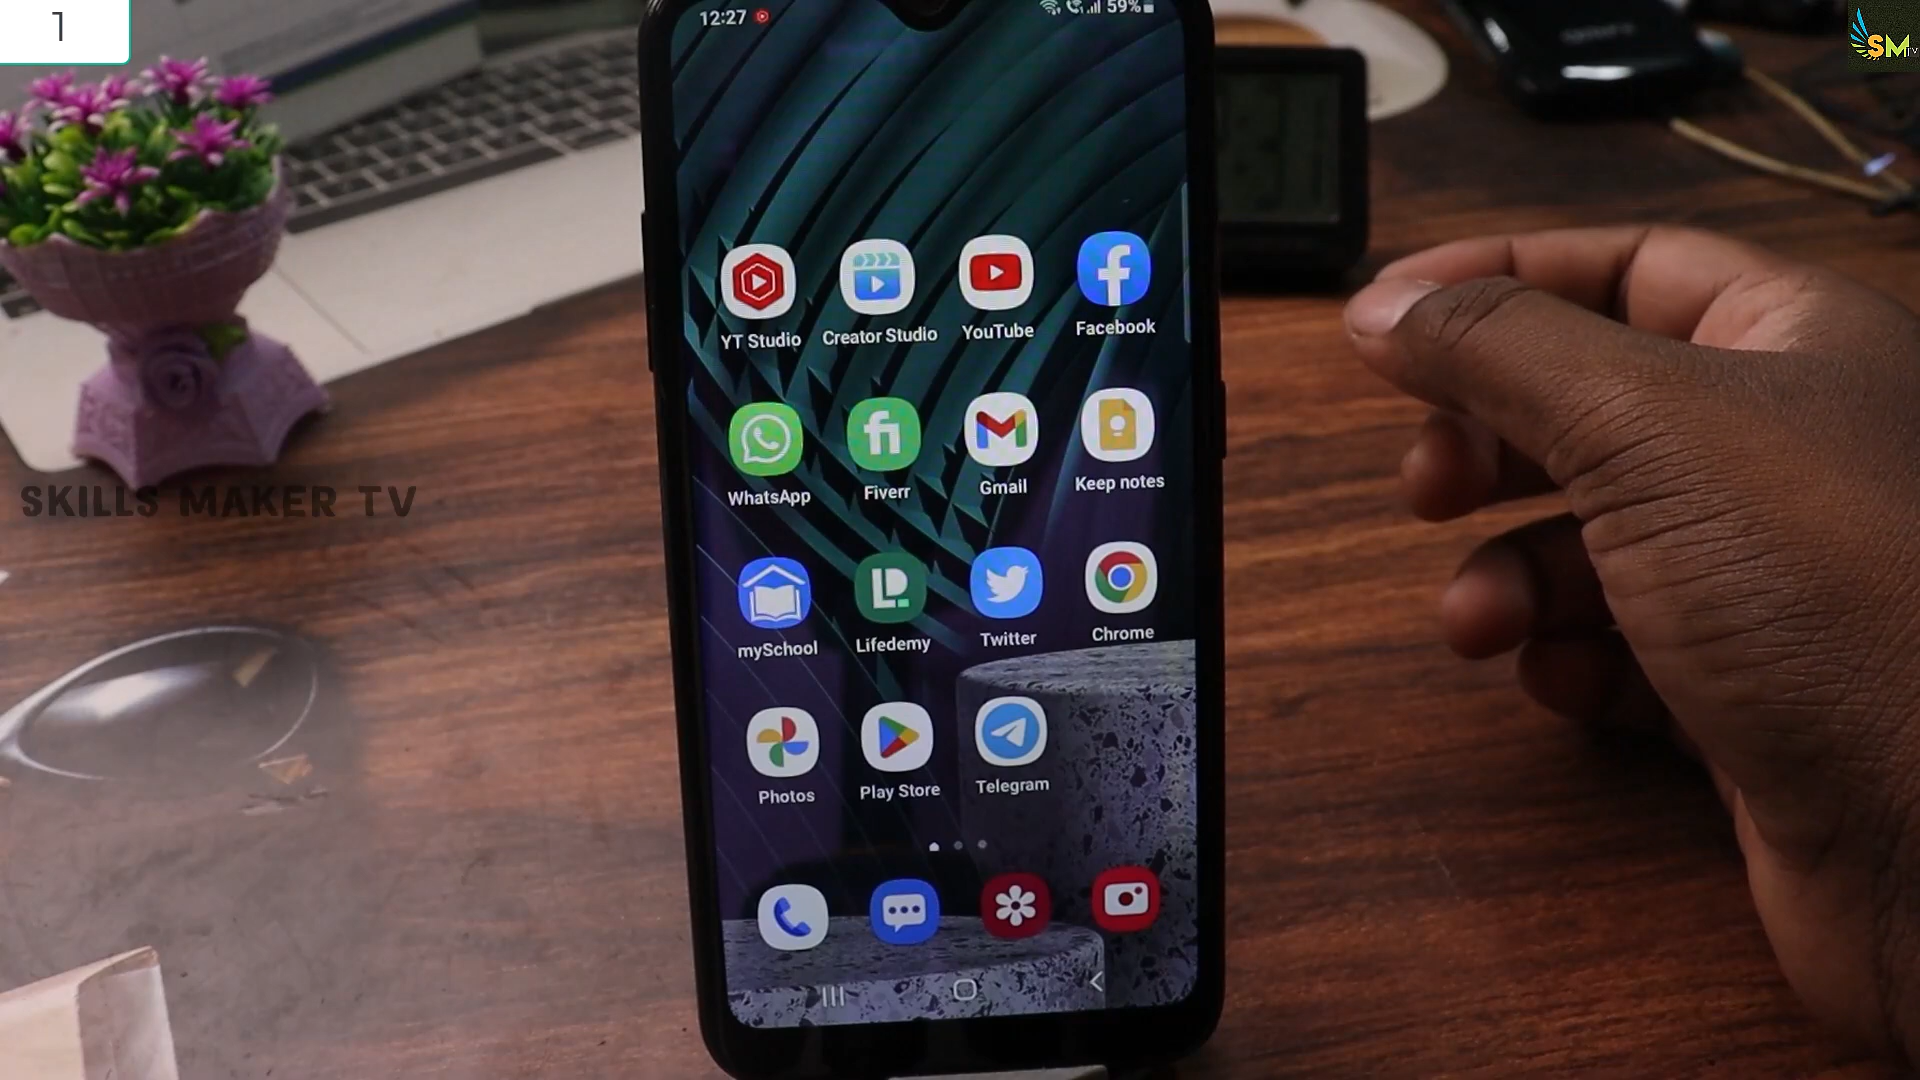 1
SM TV
12:27
59%
YT Studio
Creator Studio
YouTube
Facebook
WhatsApp
Fiverr
Gmail
Keep notes
SKILLS MAKER TV
mySchool
Lifedemy
Twitter
Chrome
Photos
Play Store
Telegram